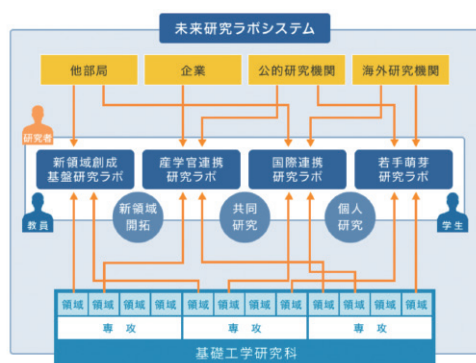 未来研究ラボシステム
他部局
企業
公的研究機関
海外研究機関
研究者
新領域創成
基盤研究ラボ
産学官連携
研究ラボ
国際連携
研究ラボ
若手萌芽
研究ラボ
教員
新領域
開拓
共同
研究
個人
研究
学生
領域 領域 領域 領域 領域 領域 領域 領域 領域 領域 領域 領域
専攻 専攻 専攻
基礎工学研究科